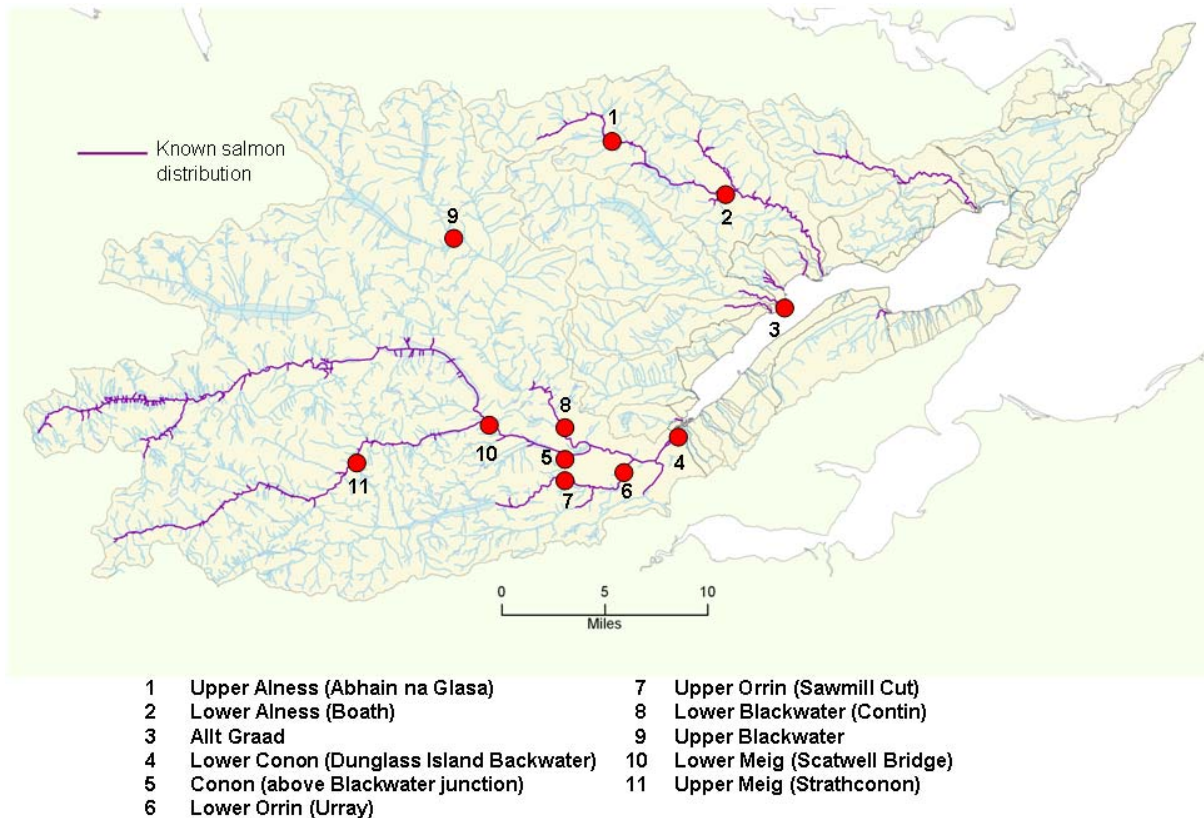 Known salmon
distribution
1
2
9
3
8
10
5
4
11
7
6
0 5 10
Miles
1 Upper Alness (Abhain na Glasa)
2 Lower Alness (Boath)
3 Allt Graad
4 Lower Conon (Dunglass Island Backwater)
5 Conon (above Blackwater junction)
6 Lower Orrin (Urray)
7 Upper Orrin (Sawmill Cut)
8 Lower Blackwater (Contin)
9 Upper Blackwater
10 Lower Meig (Scatwell Bridge)
11 Upper Meig (Strathconon)